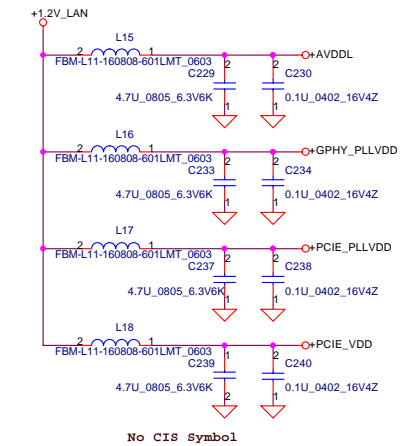 +1.2V_LAN
L15
2 1
FBM-L11-160808-601LMT_0603
+AVDDL
2 2
C229 C230
4.7U_0805_6.3V6K 0.1U_0402_16V4Z
1 1
L16
2 1
FBM-L11-160808-601LMT_0603
+GPHY_PLLVDD
2 2
C233 C234
4.7U_0805_6.3V6K 0.1U_0402_16V4Z
1 1
L17
2 1
FBM-L11-160808-601LMT_0603
+PCIE_PLLVDD
2 2
C237 C238
4.7U_0805_6.3V6K 0.1U_0402_16V4Z
1 1
L18
2 1
FBM-L11-160808-601LMT_0603
+PCIE_VDD
1 2
C239 C240
4.7U_0805_6.3V6K 0.1U_0402_16V4Z
2 1
No CIS Symbol